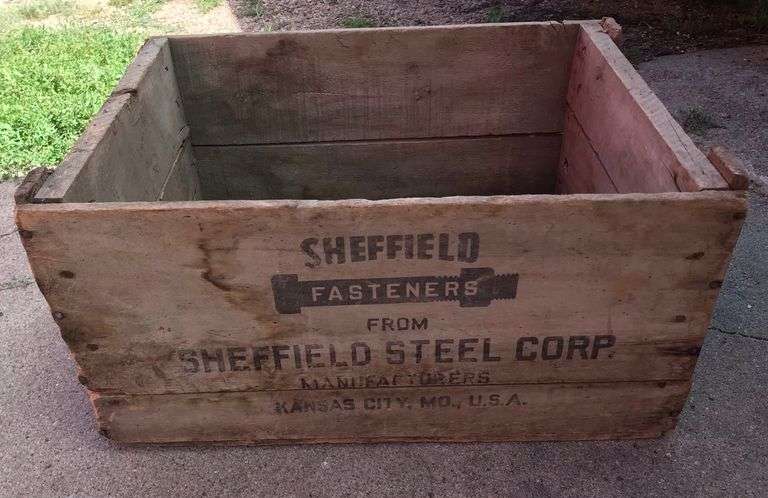 SHEFFIELD
FASTENERS
FROM
SHEFFIELD STEEL CORP.
MANUFACTURERS
KANSAS CITY, MO., U.S.A.